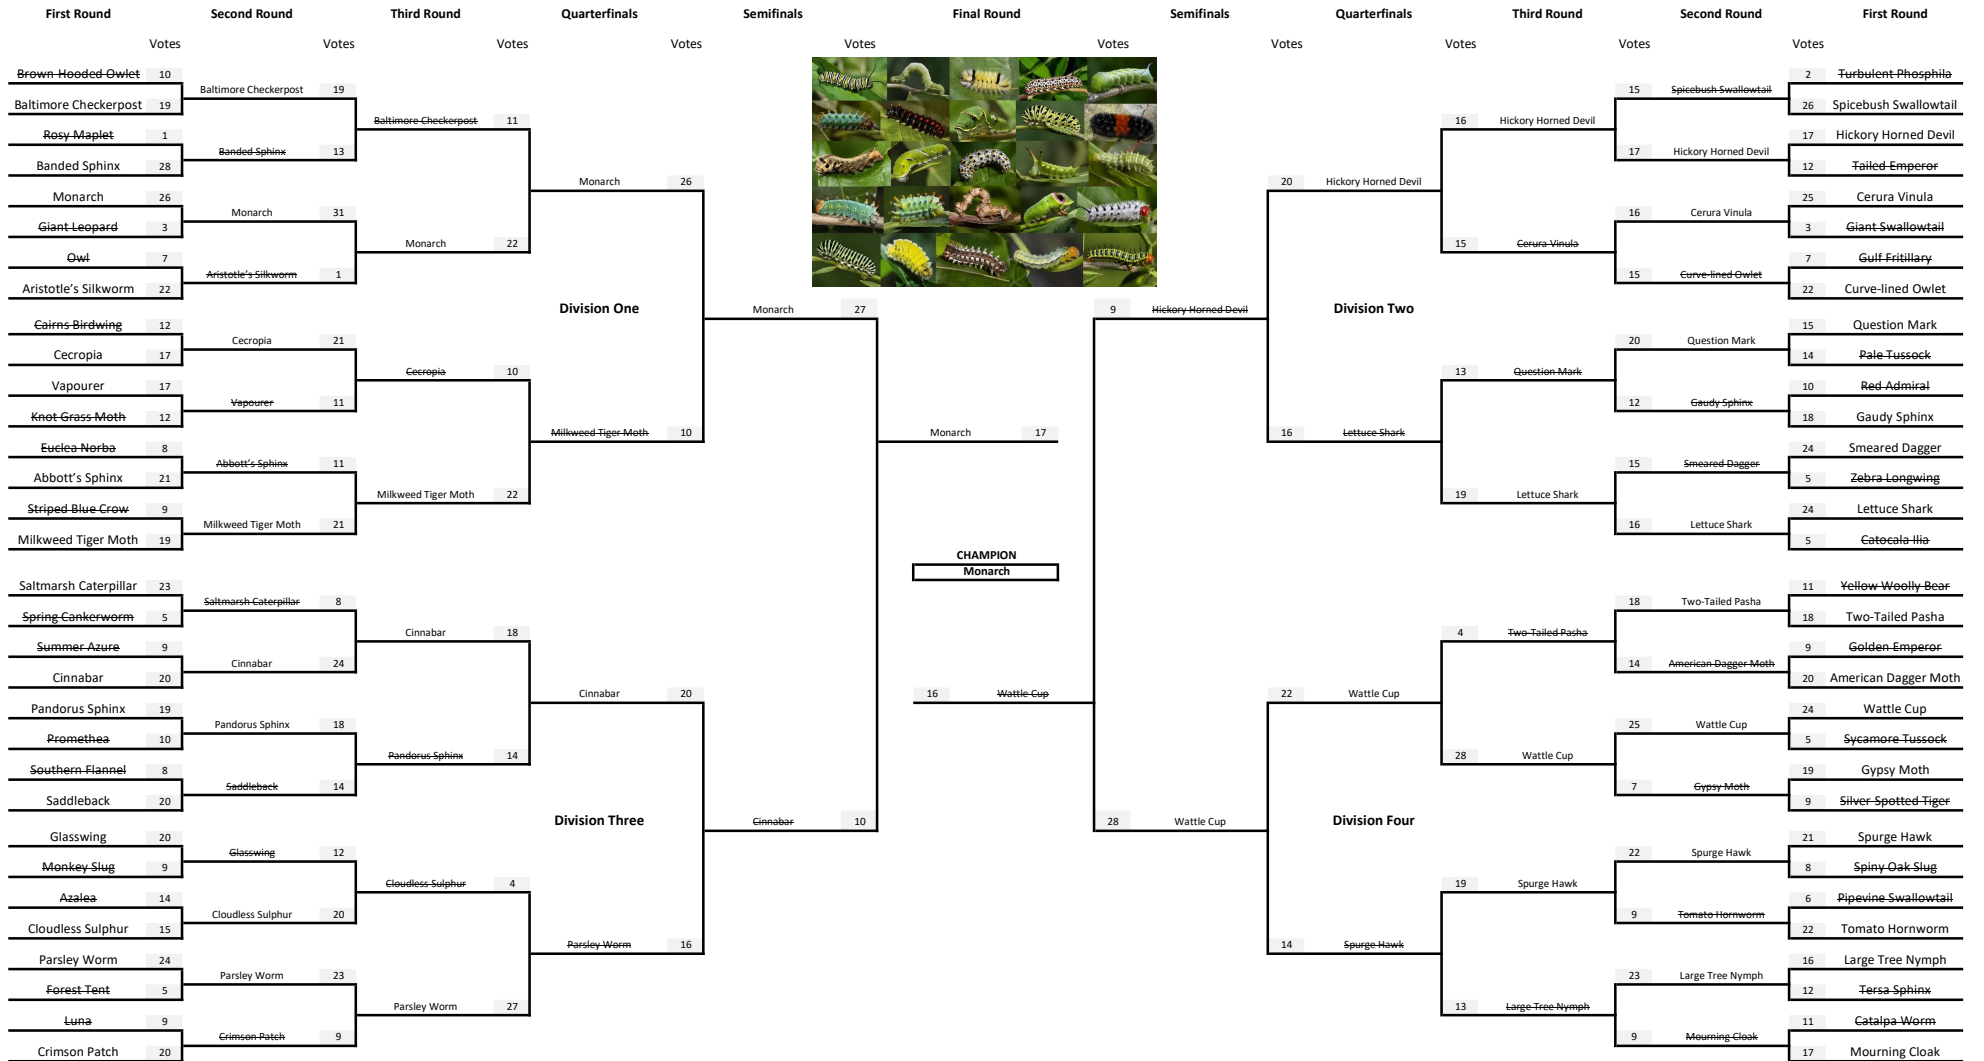 First Round Second Round Third Round Quarterfinals Semifinals Final Round Semifinals Quarterfinals Third Round Second Round First Round
Votes Votes Votes Votes Votes Votes Votes Votes Votes Votes
Brown Hooded Owlet 10 2 Turbulent Phosphila
Baltimore Checkerpost 19 15 Spicebush Swallowtail
Baltimore Checkerpost 19 26 Spicebush Swallowtail
Baltimore Checkerpost 11 16 Hickory Horned Devil
Rosy Maplet 1 17 Hickory Horned Devil
Banded Sphinx 13 17 Hickory Horned Devil
Banded Sphinx 28 12 Tailed Emperor
Monarch 26 20 Hickory Horned Devil
Monarch 26 25 Cerura Vinula
Monarch 31 16 Cerura Vinula
Giant Leopard 3 3 Giant Swallowtail
Monarch 22 15 Cerura Vinula
Owl 7 7 Gulf Fritillary
Aristotle's Silkworm 1 15 Curve-lined Owlet
Aristotle's Silkworm 22 22 Curve-lined Owlet
Division One Monarch 27 9 Hickory Horned Devil Division Two
Cairns Birdwing 12 15 Question Mark
Cecropia 21 20 Question Mark
Cecropia 17 14 Pale Tussock
Cecropia 10 13 Question Mark
Vapourer 17 10 Red Admiral
Vapourer 11 12 Gaudy Sphinx
Knot Grass Moth 12 18 Gaudy Sphinx
Milkweed Tiger Moth 10 Monarch 17 16 Lettuce Shark
Euclea Norba 8 24 Smeared Dagger
Abbott's Sphinx 11 15 Smeared Dagger
Abbott's Sphinx 21 5 Zebra Longwing
Milkweed Tiger Moth 22 19 Lettuce Shark
Striped Blue Crow 9 24 Lettuce Shark
Milkweed Tiger Moth 21 16 Lettuce Shark
Milkweed Tiger Moth 19 5 Catocala Ilia
CHAMPION
Monarch
Saltmarsh Caterpillar 23 11 Yellow Woolly Bear
Saltmarsh Caterpillar 8 18 Two-Tailed Pasha
Spring Cankerworm 5 18 Two-Tailed Pasha
Cinnabar 18 4 Two-Tailed Pasha
Summer Azure 9 9 Golden Emperor
Cinnabar 24 14 American Dagger Moth
Cinnabar 20 20 American Dagger Moth
Cinnabar 20 16 Wattle Cup 22 Wattle Cup
Pandorus Sphinx 19 24 Wattle Cup
Pandorus Sphinx 18 25 Wattle Cup
Promethea 10 5 Sycamore Tussock
Pandorus Sphinx 14 28 Wattle Cup
Southern Flannel 8 19 Gypsy Moth
Saddleback 14 7 Gypsy Moth
Saddleback 20 9 Silver Spotted Tiger
Division Three Cinnabar 10 28 Wattle Cup Division Four
Glasswing 20 21 Spurge Hawk
Glasswing 12 22 Spurge Hawk
Monkey Slug 9 8 Spiny Oak Slug
Cloudless Sulphur 4 19 Spurge Hawk
Azalea 14 6 Pipevine Swallowtail
Cloudless Sulphur 20 9 Tomato Hornworm
Cloudless Sulphur 15 22 Tomato Hornworm
Parsley Worm 16 14 Spurge Hawk
Parsley Worm 24 16 Large Tree Nymph
Parsley Worm 23 23 Large Tree Nymph
Forest Tent 5 12 Tersa Sphinx
Parsley Worm 27 13 Large Tree Nymph
Luna 9 11 Catalpa Worm
Crimson Patch 9 9 Mourning Cloak
Crimson Patch 20 17 Mourning Cloak